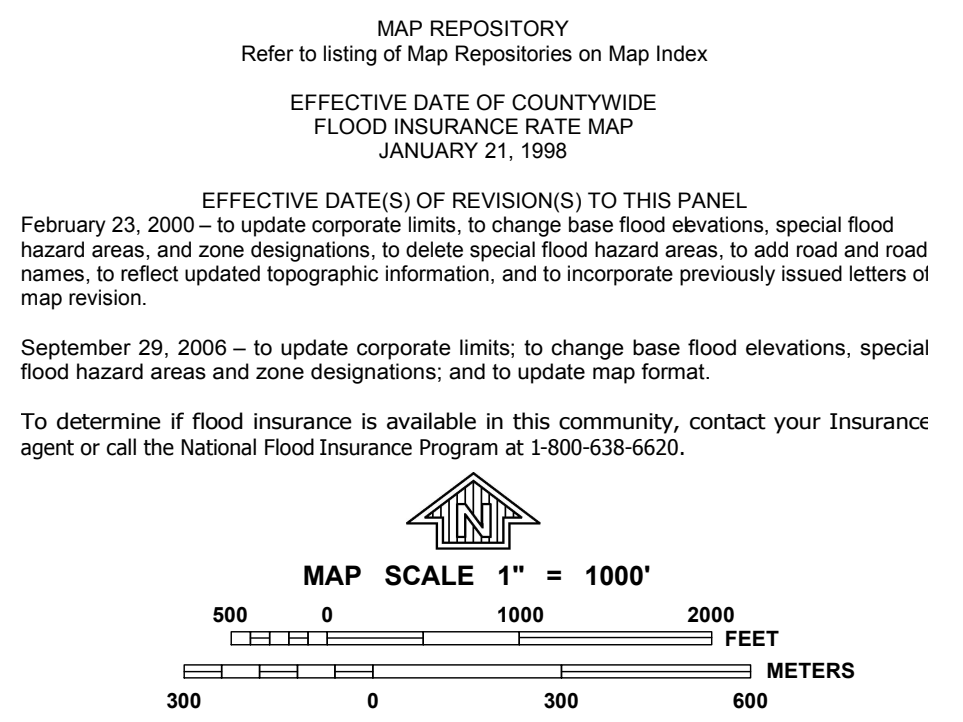 MAP REPOSITORY
Refer to listing of Map Repositories on Map Index
EFFECTIVE DATE OF COUNTYWIDE
FLOOD INSURANCE RATE MAP
JANUARY 21, 1998
EFFECTIVE DATE(S) OF REVISION(S) TO THIS PANEL
February 23, 2000 – to update corporate limits, to change base flood elevations, special flood
hazard areas, and zone designations, to delete special flood hazard areas, to add road and road
names, to reflect updated topographic information, and to incorporate previously issued letters of
map revision.
September 29, 2006 – to update corporate limits; to change base flood elevations, special
flood hazard areas and zone designations; and to update map format.
To determine if flood insurance is available in this community, contact your Insurance
agent or call the National Flood Insurance Program at 1-800-638-6620.
N
MAP SCALE 1" = 1000'
500 0 1000 2000
FEET
METERS
300 0 300 600